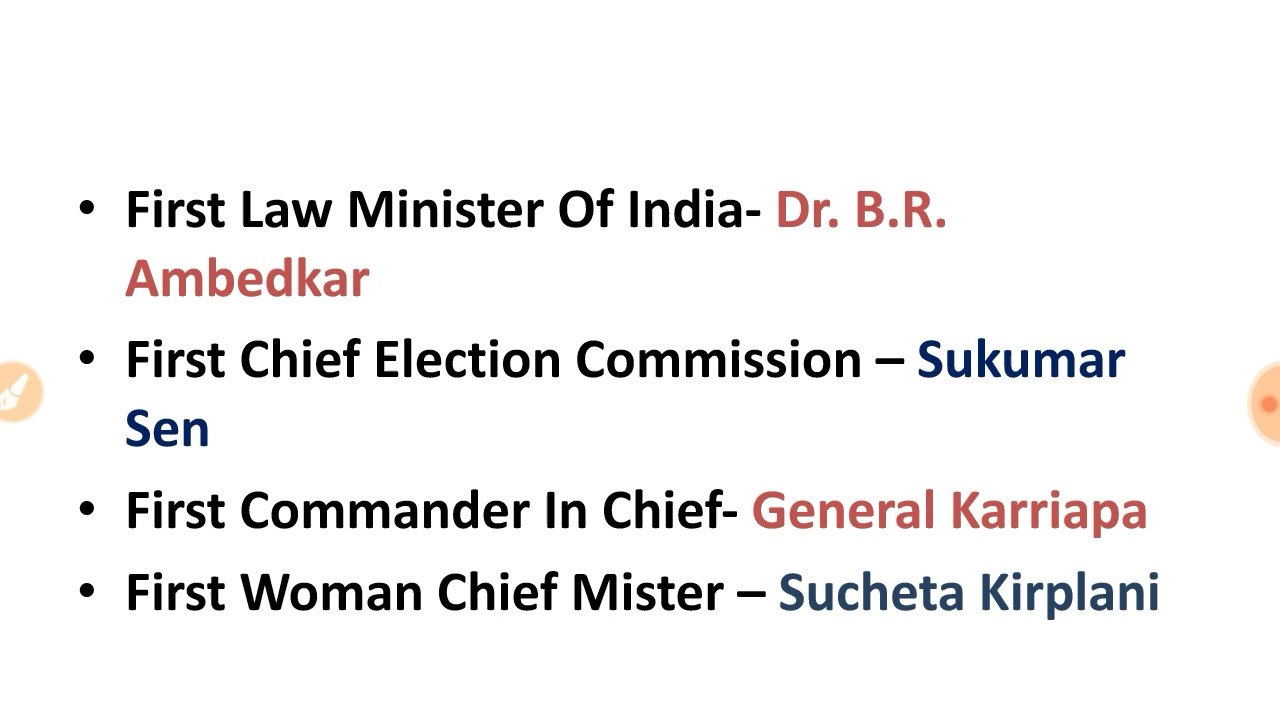 • First Law Minister Of India- Dr. B.R.
Ambedkar
• First Chief Election Commission – Sukumar
Sen
• First Commander In Chief- General Karriapa
• First Woman Chief Mister – Sucheta Kirplani